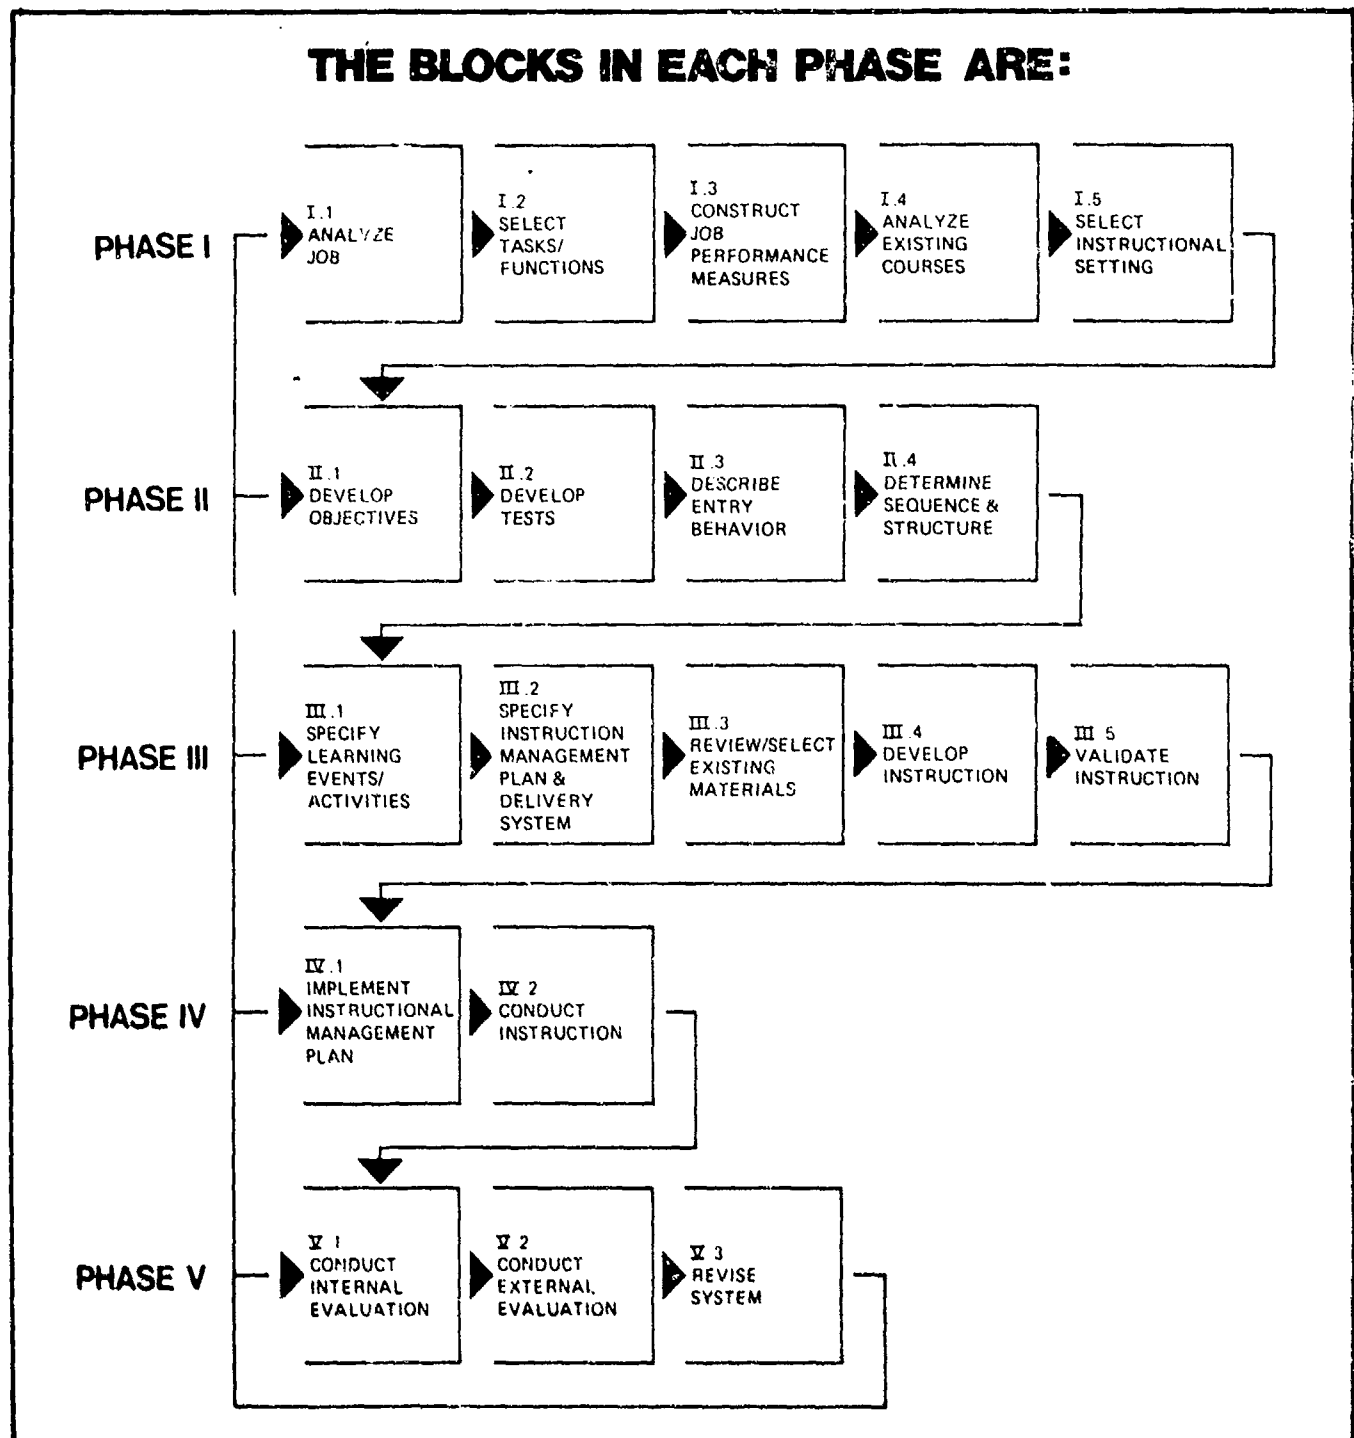 THE BLOCKS IN EACH PHASE ARE:
PHASE I
I.1
ANALYZE
JOB
I.2
SELECT
TASKS/
FUNCTIONS
I.3
CONSTRUCT
JOB
PERFORMANCE
MEASURES
I.4
ANALYZE
EXISTING
COURSES
I.5
SELECT
INSTRUCTIONAL
SETTING
PHASE II
II.1
DEVELOP
OBJECTIVES
II.2
DEVELOP
TESTS
II.3
DESCRIBE
ENTRY
BEHAVIOR
II.4
DETERMINE
SEQUENCE &
STRUCTURE
PHASE III
III.1
SPECIFY
LEARNING
EVENTS/
ACTIVITIES
III.2
SPECIFY
INSTRUCTION
MANAGEMENT
PLAN &
DELIVERY
SYSTEM
III.3
REVIEW/SELECT
EXISTING
MATERIALS
III.4
DEVELOP
INSTRUCTION
III 5
VALIDATE
INSTRUCTION
PHASE IV
IV.1
IMPLEMENT
INSTRUCTIONAL
MANAGEMENT
PLAN
IV 2
CONDUCT
INSTRUCTION
PHASE V
V 1
CONDUCT
INTERNAL
EVALUATION
V 2
CONDUCT
EXTERNAL
EVALUATION
V 3
REVISE
SYSTEM